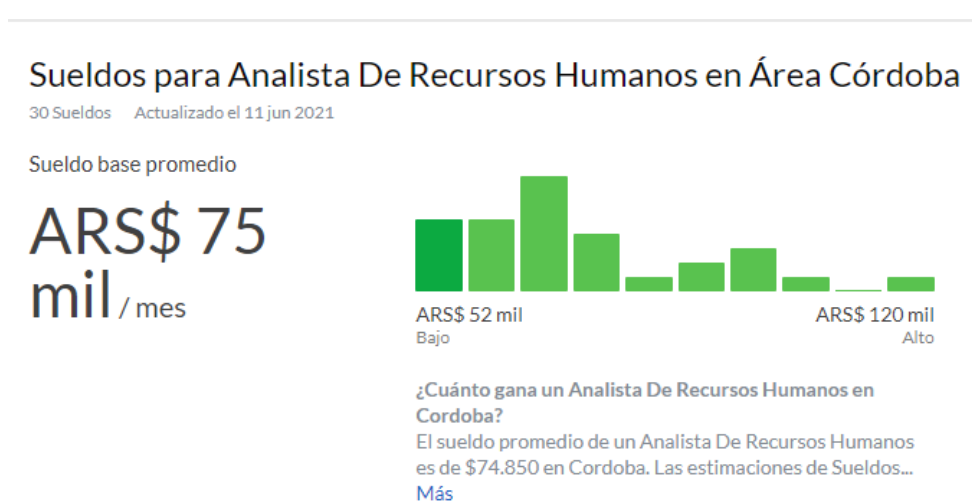 Sueldos para Analista De Recursos Humanos en Área Córdoba
30 Sueldos Actualizado el 11 jun 2021
Sueldo base promedio
ARS$ 75
mil / mes
ARS$ 52 mil
Bajo
ARS$ 120 mil
Alto
¿Cuánto gana un Analista De Recursos Humanos en
Cordoba?
El sueldo promedio de un Analista De Recursos Humanos
es de $74.850 en Cordoba. Las estimaciones de Sueldos...
Más